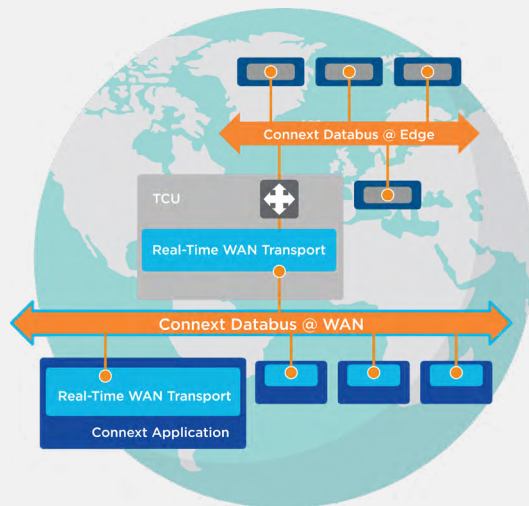 Connext Databus @ Edge
TCU
Real-Time WAN Transport
Connext Databus @ WAN
Real-Time WAN Transport
Connext Application